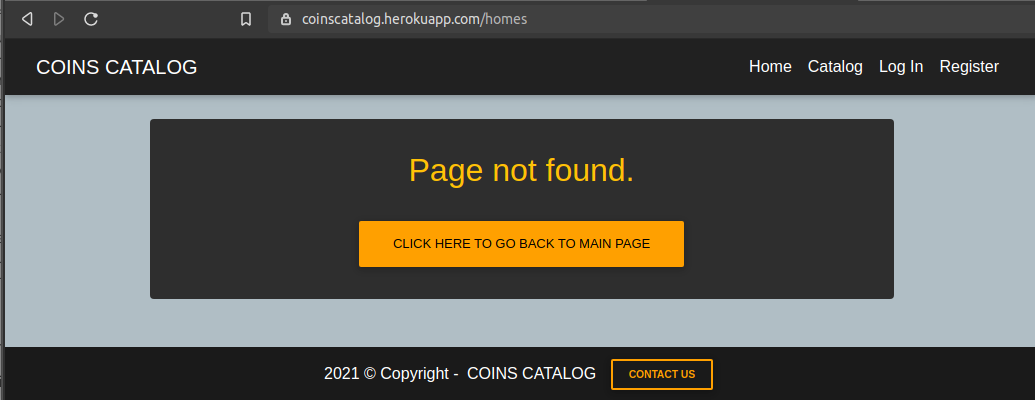 coinscatalog.herokuapp.com/homes
COINS CATALOG Home Catalog Log In Register
Page not found.
CLICK HERE TO GO BACK TO MAIN PAGE
2021 © Copyright - COINS CATALOG CONTACT US